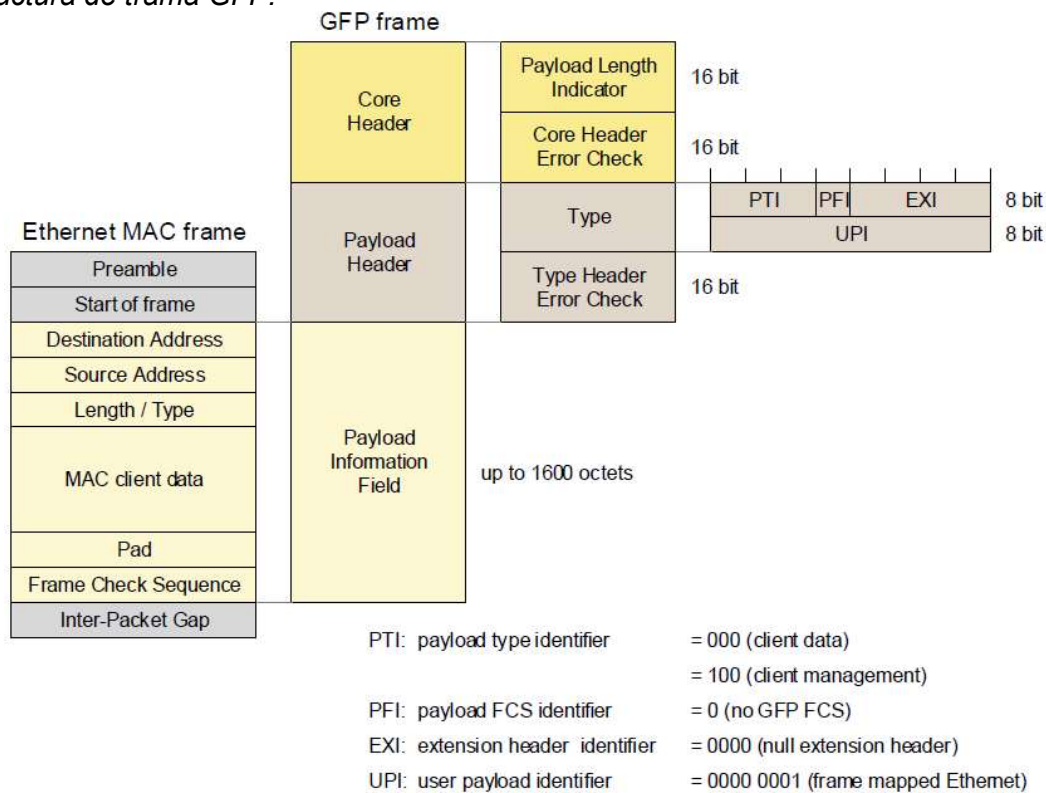 de trama GFP:
GFP frame
Core
Header
Payload Length
Indicator
16 bit
Core Header
Error Check
16 bit
PTI PFI EXI 8 bit
UPI 8 bit
Type
Payload
Header
Type Header
Error Check
16 bit
Ethernet MAC frame
Preamble
Start of frame
Destination Address
Source Address
Length / Type
MAC client data
Pad
Frame Check Sequence
Inter-Packet Gap
Payload
Information
Field
up to 1600 octets
PTI: payload type identifier = 000 (client data)
= 100 (client management)
PFI: payload FCS identifier = 0 (no GFP FCS)
EXI: extension header identifier = 0000 (null extension header)
UPI: user payload identifier = 0000 0001 (frame mapped Ethernet)